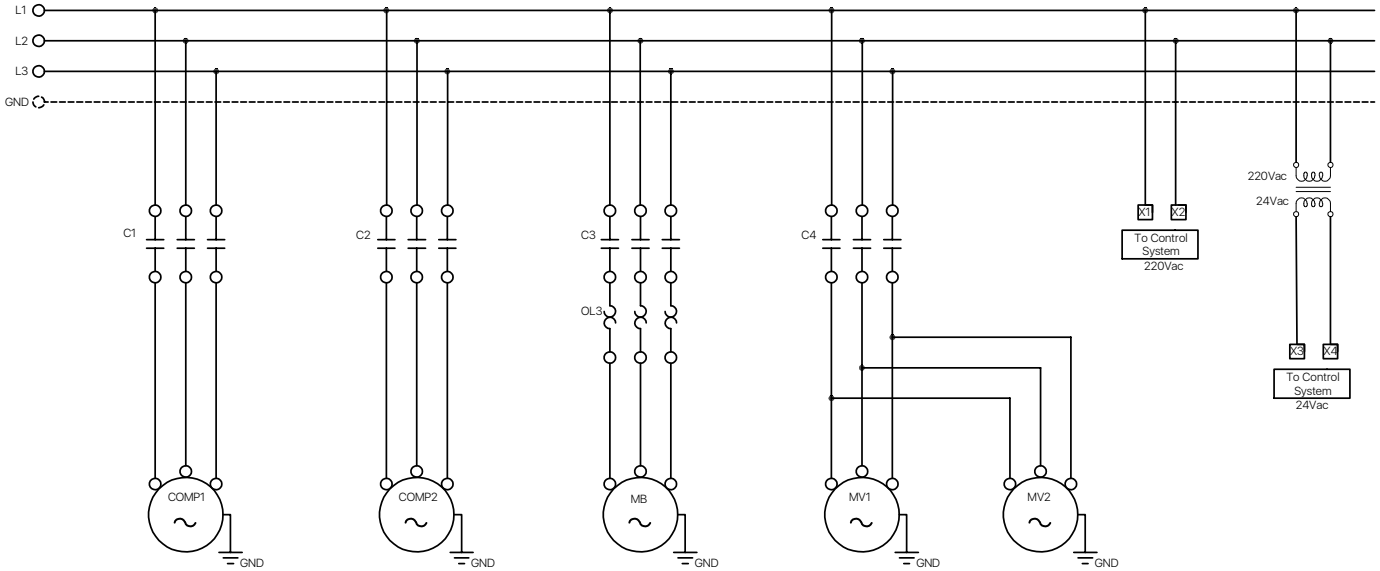 L1
L2
L3
GND
220Vac
24Vac
X1 X2
C1
C2
C3
C4
To Control
System
220Vac
OL3
X3 X4
To Control
System
24Vac
COMP1
COMP2
MB
MV1
MV2
GND
GND
GND
GND
GND